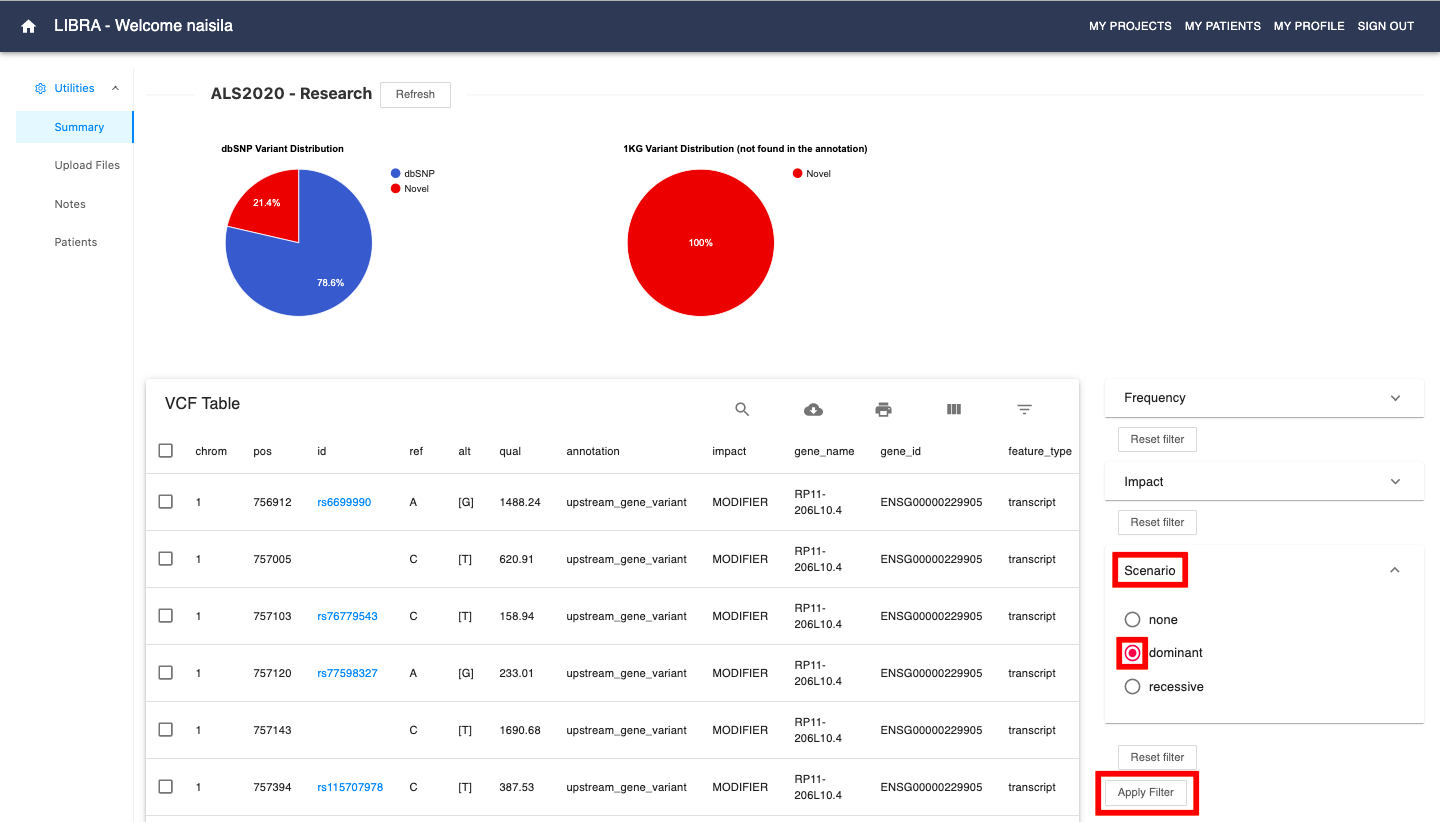 LIBRA - Welcome naisila
MY PROJECTS MY PATIENTS MY PROFILE SIGN OUT
Utilities
Summary
Upload Files
Notes
Patients
ALS2020 - Research Refresh
dbSNP Variant Distribution
dbSNP
Novel
21.4%
78.6%
1KG Variant Distribution (not found in the annotation)
Novel
100%
VCF Table
chrom pos id ref alt qual annotation impact gene_name gene_id feature_type
1 756912 rs6699990 A [G] 1488.24 upstream_gene_variant MODIFIER RP11-206L10.4 ENSG00000229905 transcript
1 757005 C [T] 620.91 upstream_gene_variant MODIFIER RP11-206L10.4 ENSG00000229905 transcript
1 757103 rs76779543 C [T] 158.94 upstream_gene_variant MODIFIER RP11-206L10.4 ENSG00000229905 transcript
1 757120 rs77598327 A [G] 233.01 upstream_gene_variant MODIFIER RP11-206L10.4 ENSG00000229905 transcript
1 757143 C [T] 1690.68 upstream_gene_variant MODIFIER RP11-206L10.4 ENSG00000229905 transcript
1 757394 rs115707978 C [T] 387.53 upstream_gene_variant MODIFIER RP11-206L10.4 ENSG00000229905 transcript
Frequency
Reset filter
Impact
Reset filter
Scenario
none
dominant
recessive
Reset filter
Apply Filter